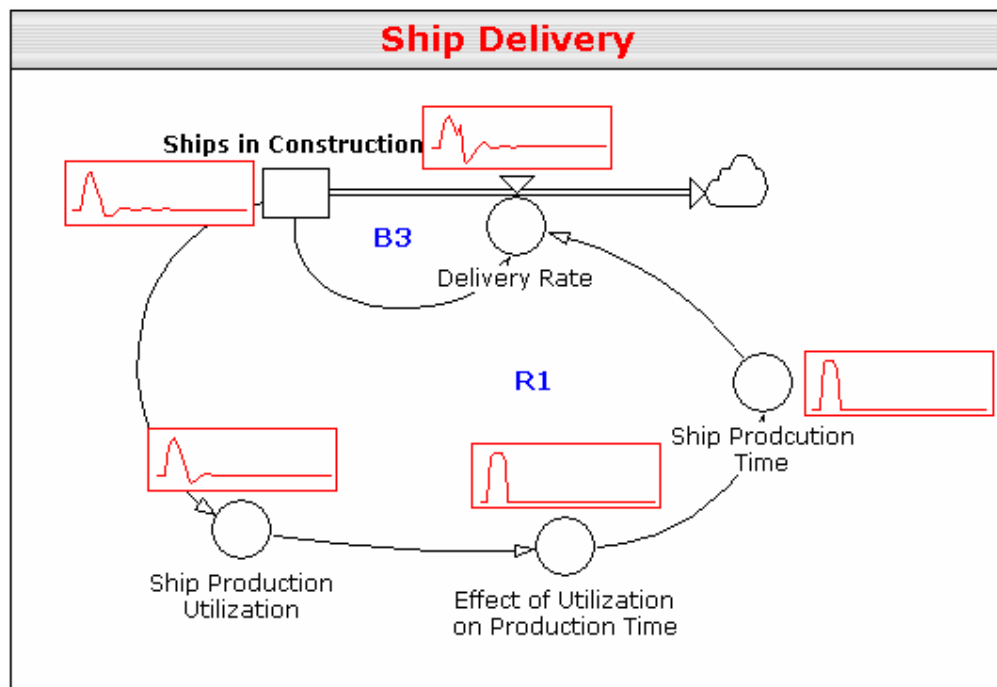 Ship Delivery
Ships in Construction
B3
Delivery Rate
R1
Ship Prodcution
Time
Ship Production
Utilization
Effect of Utilization
on Production Time